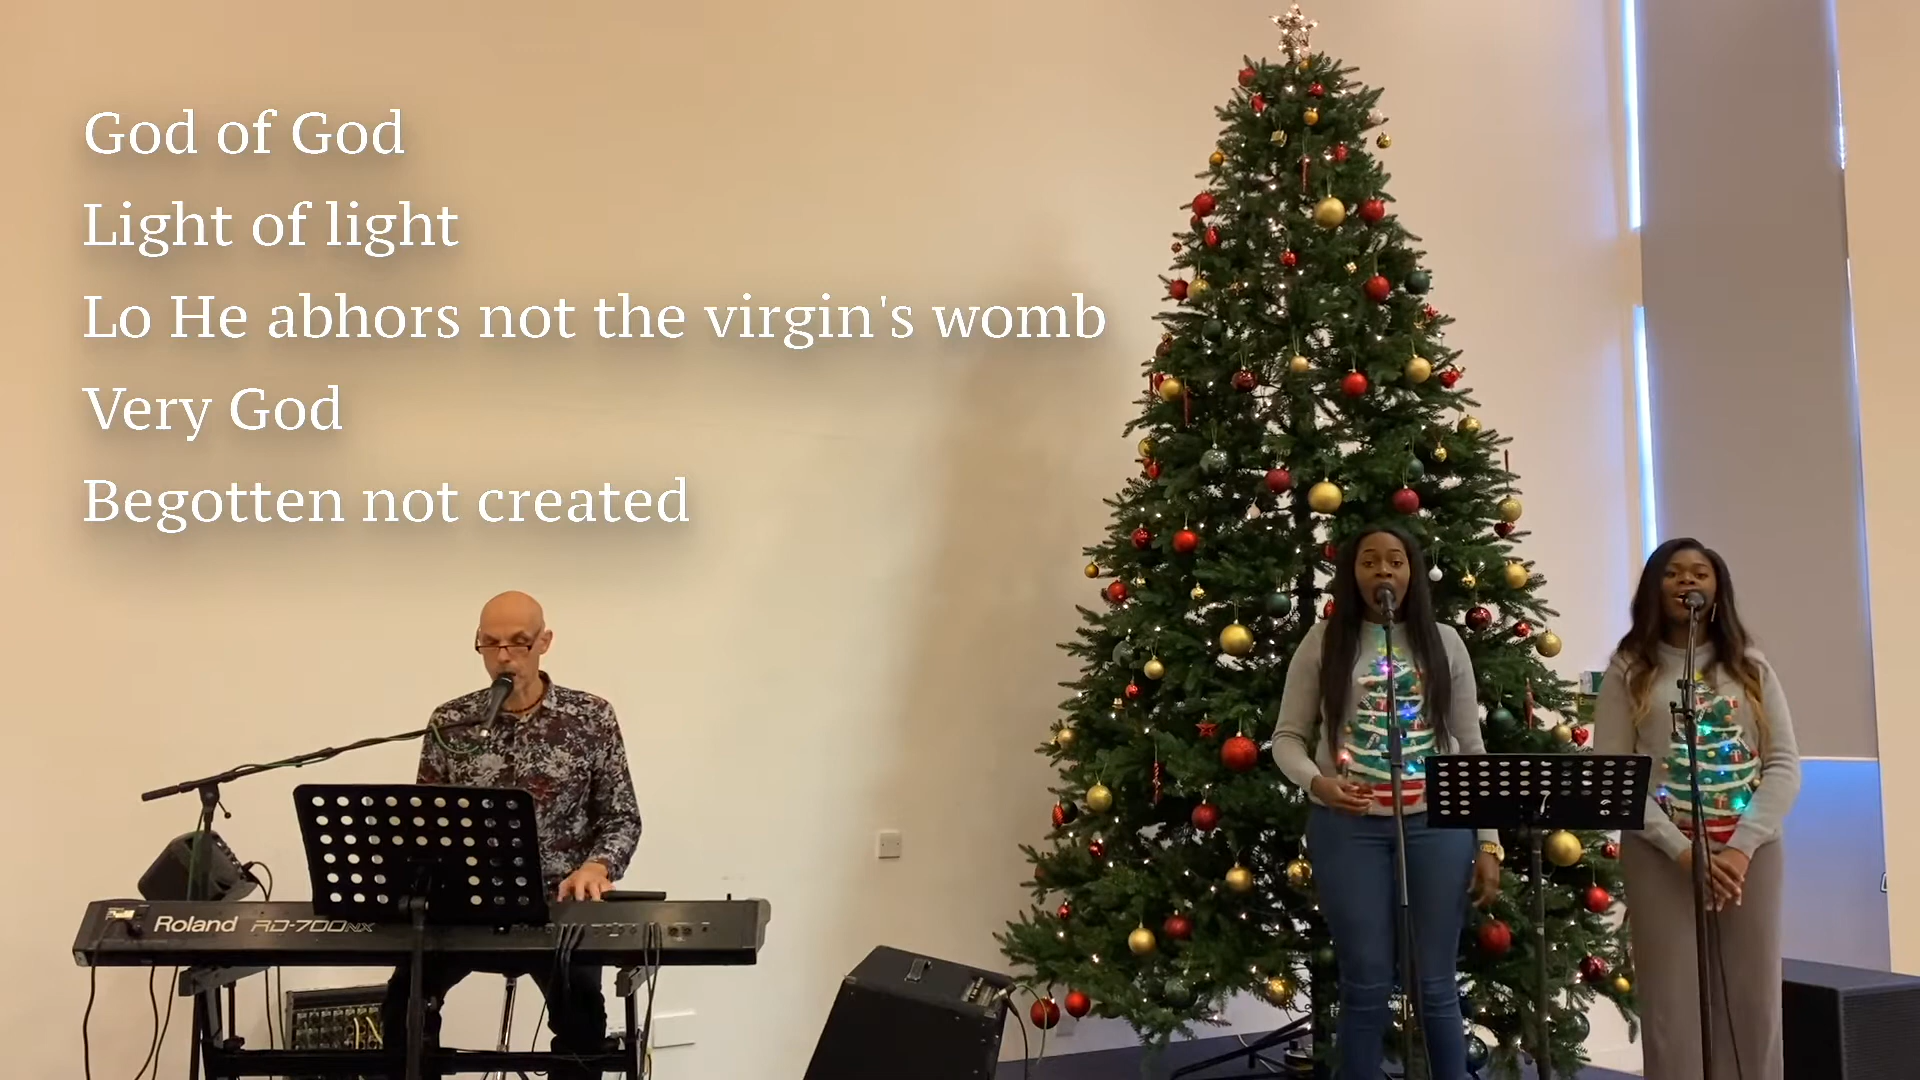 God of God
Light of light
Lo He abhors not the virgin's womb
Very God
Begotten not created
Roland RD-700NX